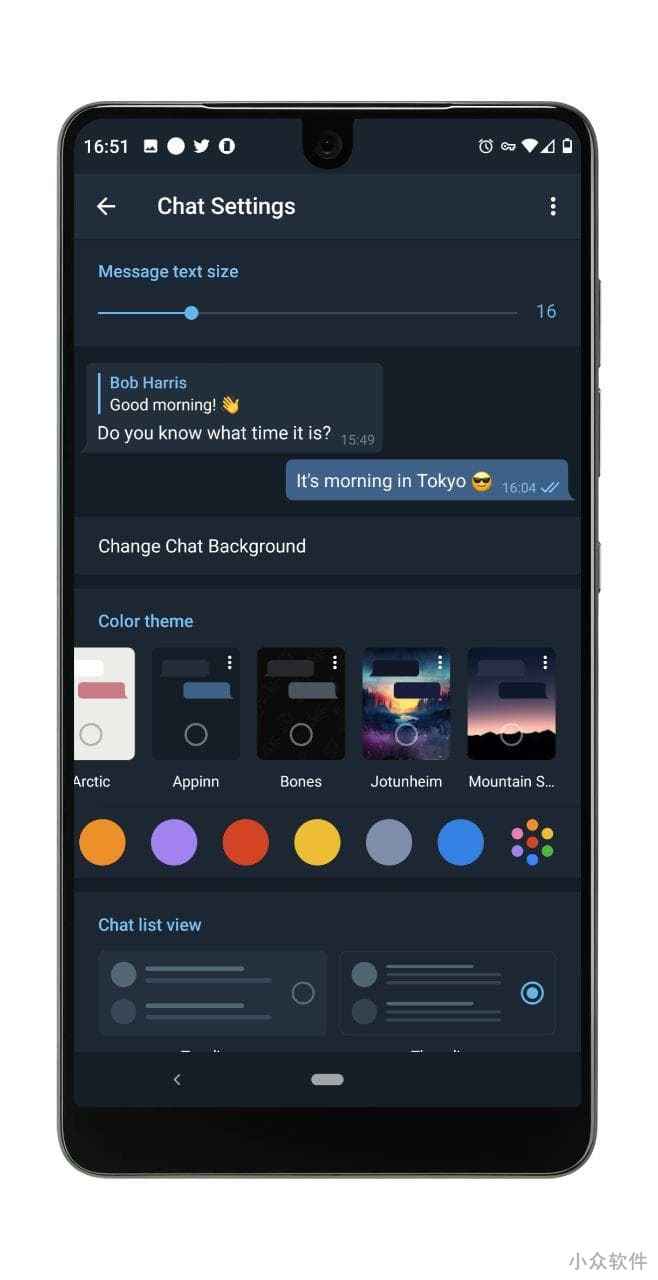 16:51
Chat Settings
Message text size
16
Bob Harris
Good morning! 👋
Do you know what time it is? 15:49
It's morning in Tokyo 😎 16:04
Change Chat Background
Color theme
Arctic Appinn Bones Jotunheim Mountain S...
Chat list view
小众软件